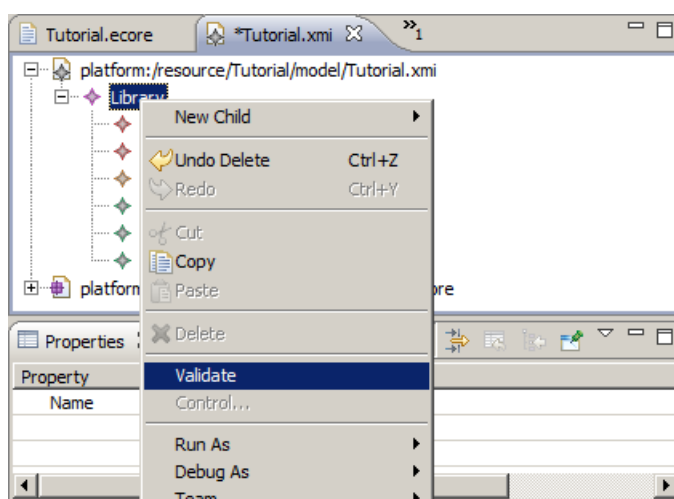 Tutorial.ecore
*Tutorial.xmi
»1
platform:/resource/Tutorial/model/Tutorial.xmi
Library
New Child
Undo Delete Ctrl+Z
Redo Ctrl+Y
Cut
Copy
platform
ore
Paste
Delete
Properties
Property
Validate
Name
Control...
Run As
Debug As
Team